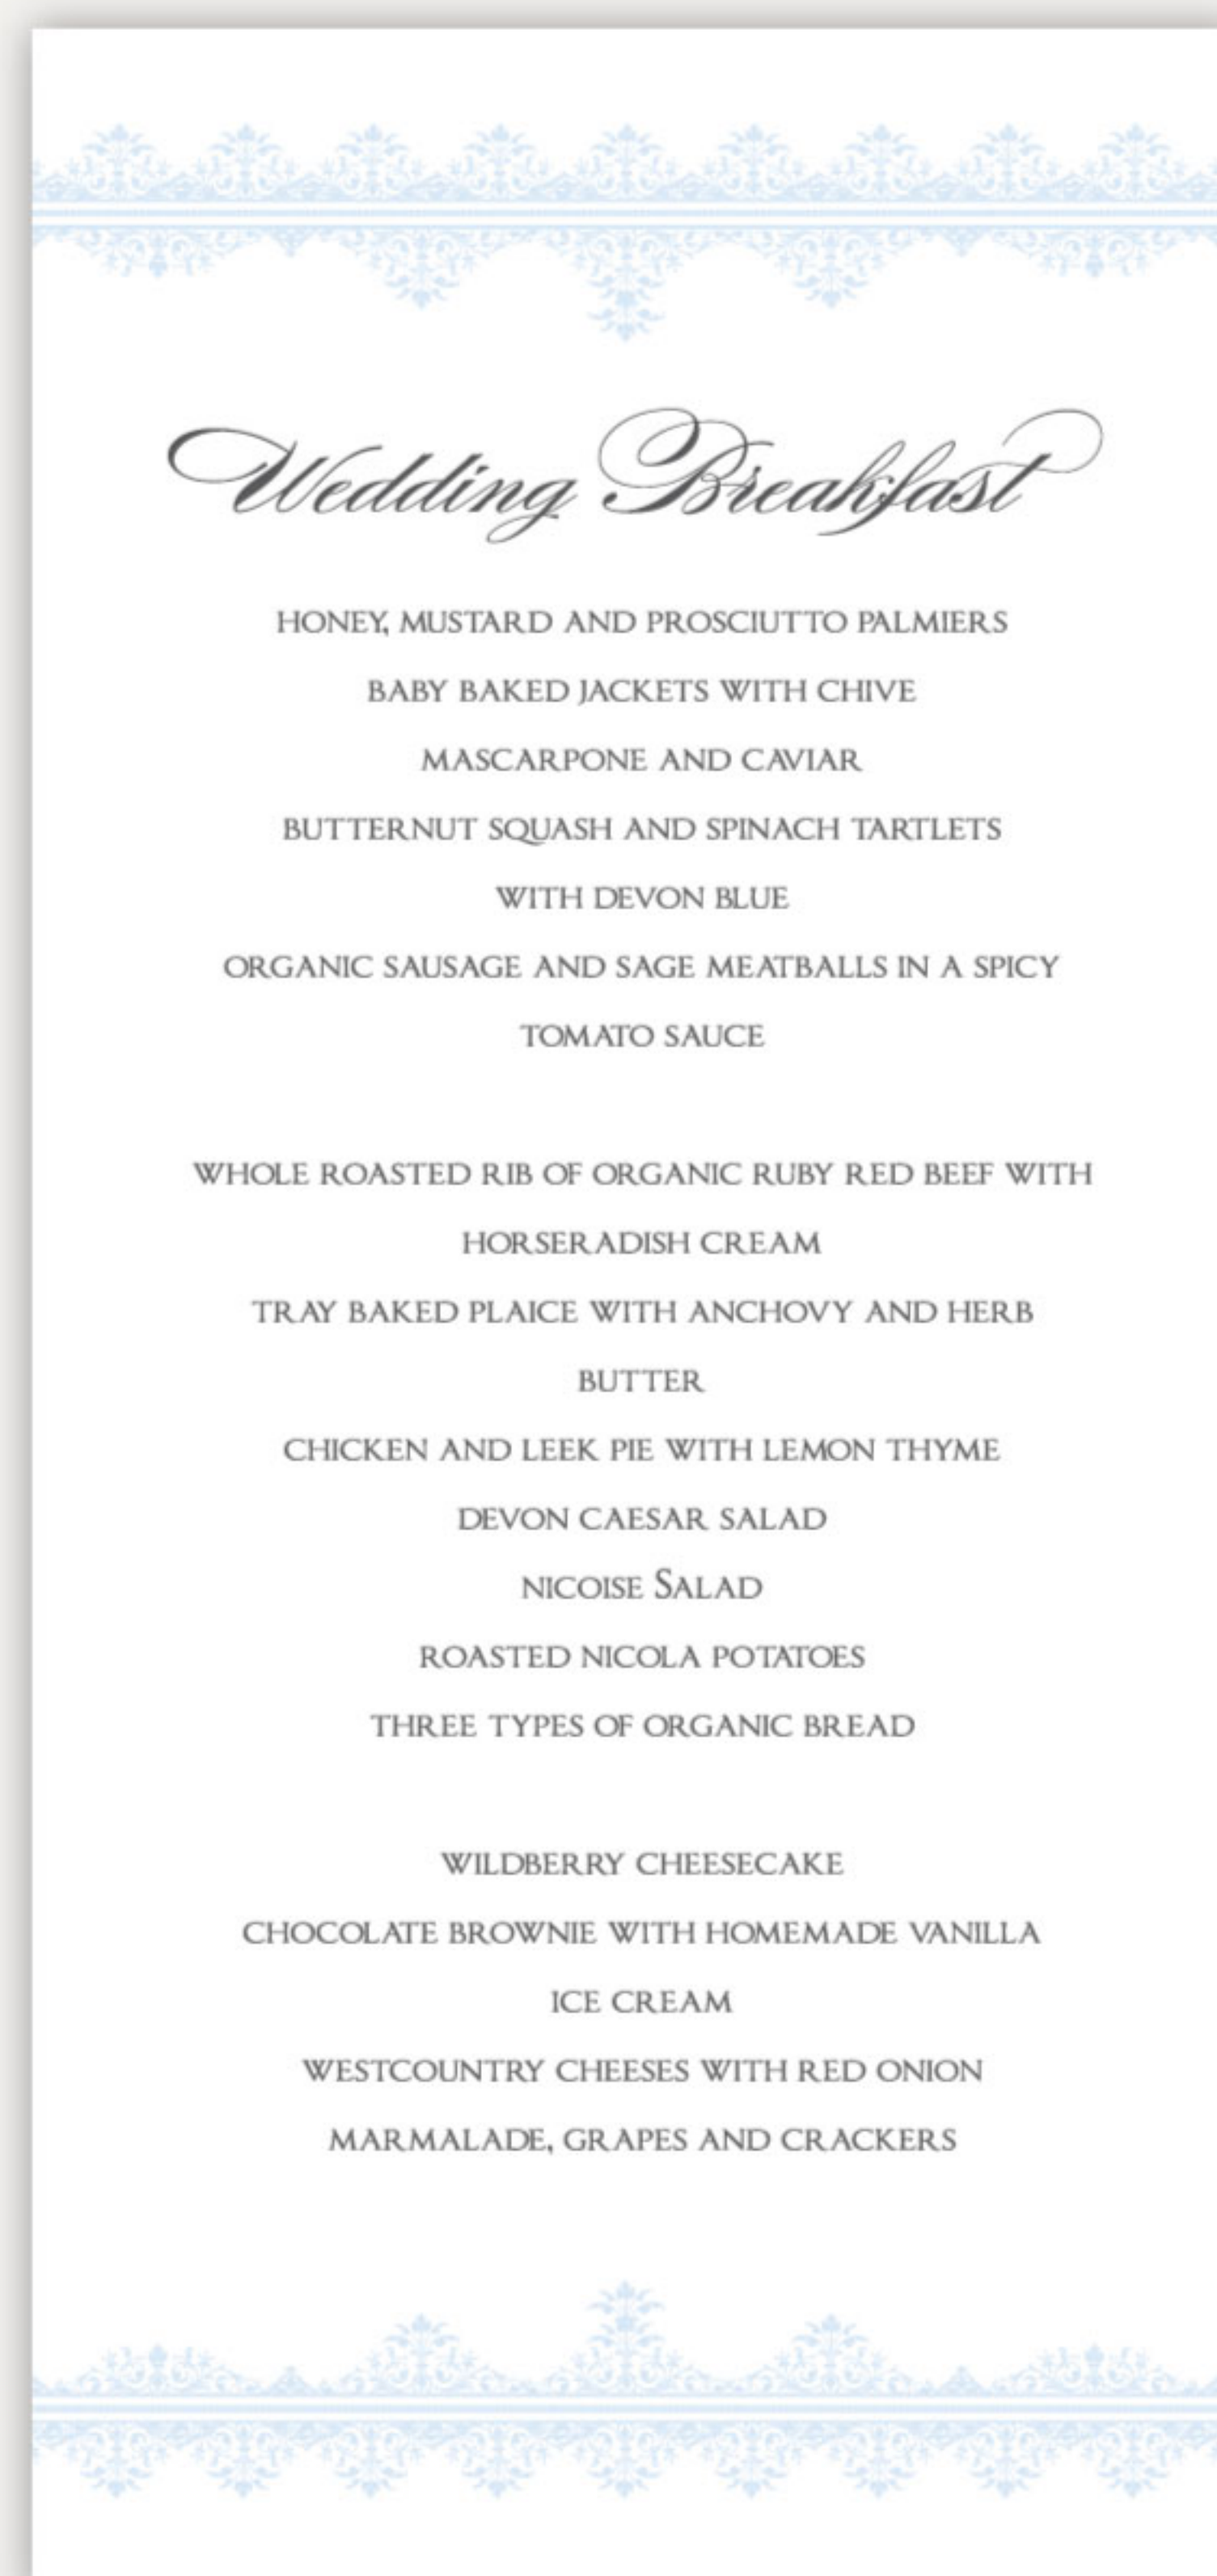 Wedding Breakfast
HONEY, MUSTARD AND PROSCIUTTO PALMIERS
BABY BAKED JACKETS WITH CHIVE
MASCARPONE AND CAVIAR
BUTTERNUT SQUASH AND SPINACH TARTLETS
WITH DEVON BLUE
ORGANIC SAUSAGE AND SAGE MEATBALLS IN A SPICY
TOMATO SAUCE
WHOLE ROASTED RIB OF ORGANIC RUBY RED BEEF WITH
HORSERADISH CREAM
TRAY BAKED PLAICE WITH ANCHOVY AND HERB
BUTTER
CHICKEN AND LEEK PIE WITH LEMON THYME
DEVON CAESAR SALAD
NICOISE SALAD
ROASTED NICOLA POTATOES
THREE TYPES OF ORGANIC BREAD
WILDBERRY CHEESECAKE
CHOCOLATE BROWNIE WITH HOMEMADE VANILLA
ICE CREAM
WESTCOUNTRY CHEESES WITH RED ONION
MARMALADE, GRAPES AND CRACKERS